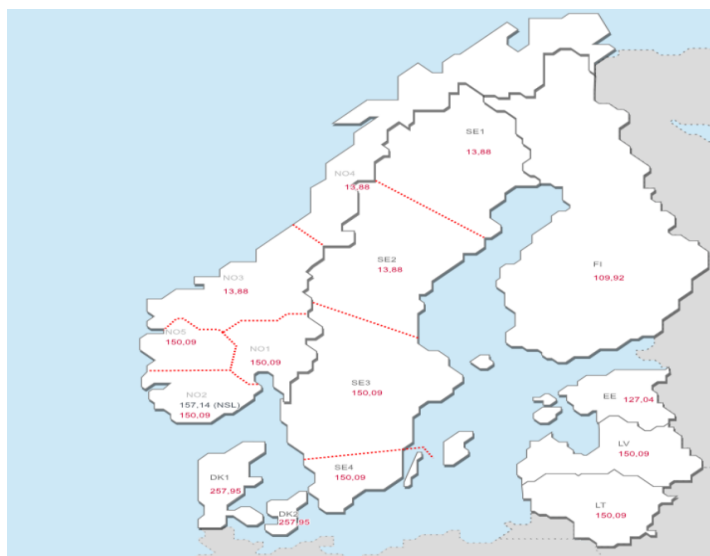 SE1
13,88
NO4
13,88
SE2
13,88
FI
109,92
NO3
13,88
NO5
150,09
NO1
150,09
SE3
150,09
NO2
157,14 (NSL)
150,09
EE 127,04
LV
150,09
SE4
150,09
DK1
257,95
DK2
257,95
LT
150,09